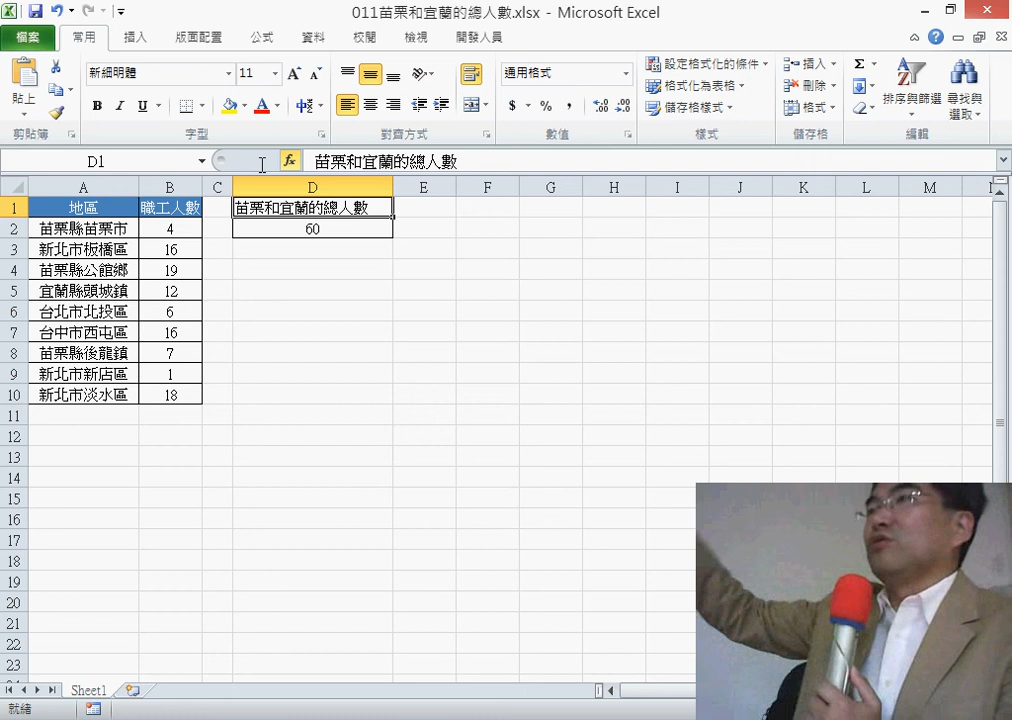 011苗栗和宜蘭的總人數.xlsx - Microsoft Excel
檔案 常用 插入 版面配置 公式 資料 校閱 檢視 開發人員
新細明體 11 通用格式 設定格式化的條件 插入
貼上 格式化為表格 刪除 排序與篩選 尋找與選取
B I U 中 $ % , 儲存格樣式 格式
剪貼簿 字型 對齊方式 數值 樣式 儲存格 編輯
D1 fx 苗栗和宜蘭的總人數
A B C D E F G H I J K L M
1 地區 職工人數 苗栗和宜蘭的總人數
2 苗栗縣苗栗市 4 60
3 新北市板橋區 16
4 苗栗縣公館鄉 19
5 宜蘭縣頭城鎮 12
6 台北市北投區 6
7 台中市西屯區 16
8 苗栗縣後龍鎮 7
9 新北市新店區 1
10 新北市淡水區 18
11
12
13
14
15
16
17
18
19
20
21
22
23
Sheet1
就緒